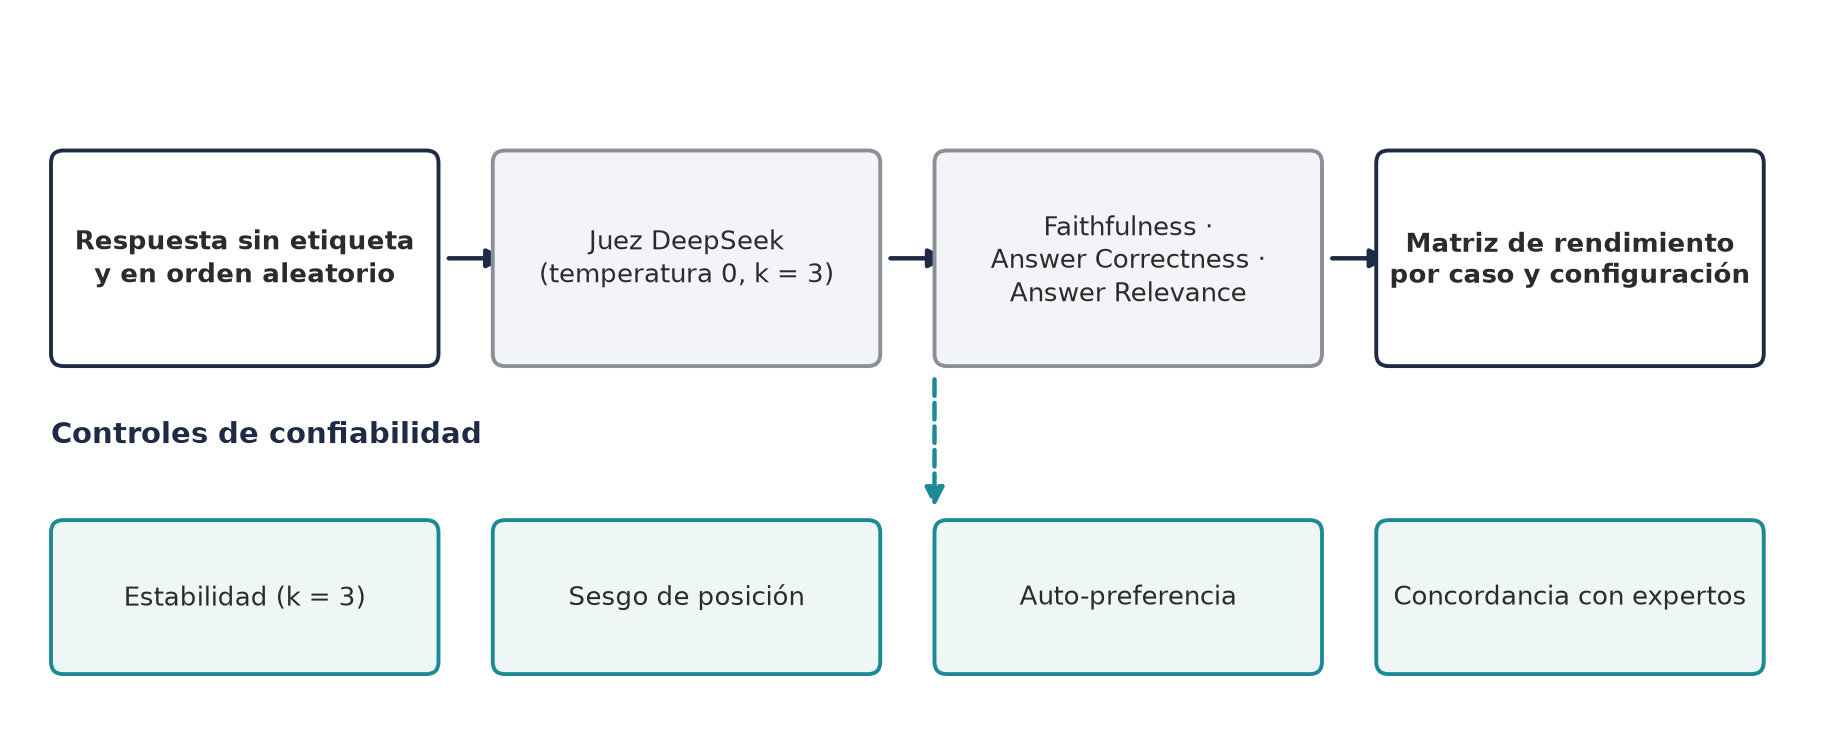 Respuesta sin etiqueta
y en orden aleatorio
Juez DeepSeek
(temperatura 0, k = 3)
Faithfulness ·
Answer Correctness ·
Answer Relevance
Matriz de rendimiento
por caso y configuración
Controles de confiabilidad
Estabilidad (k = 3)
Sesgo de posición
Auto-preferencia
Concordancia con expertos